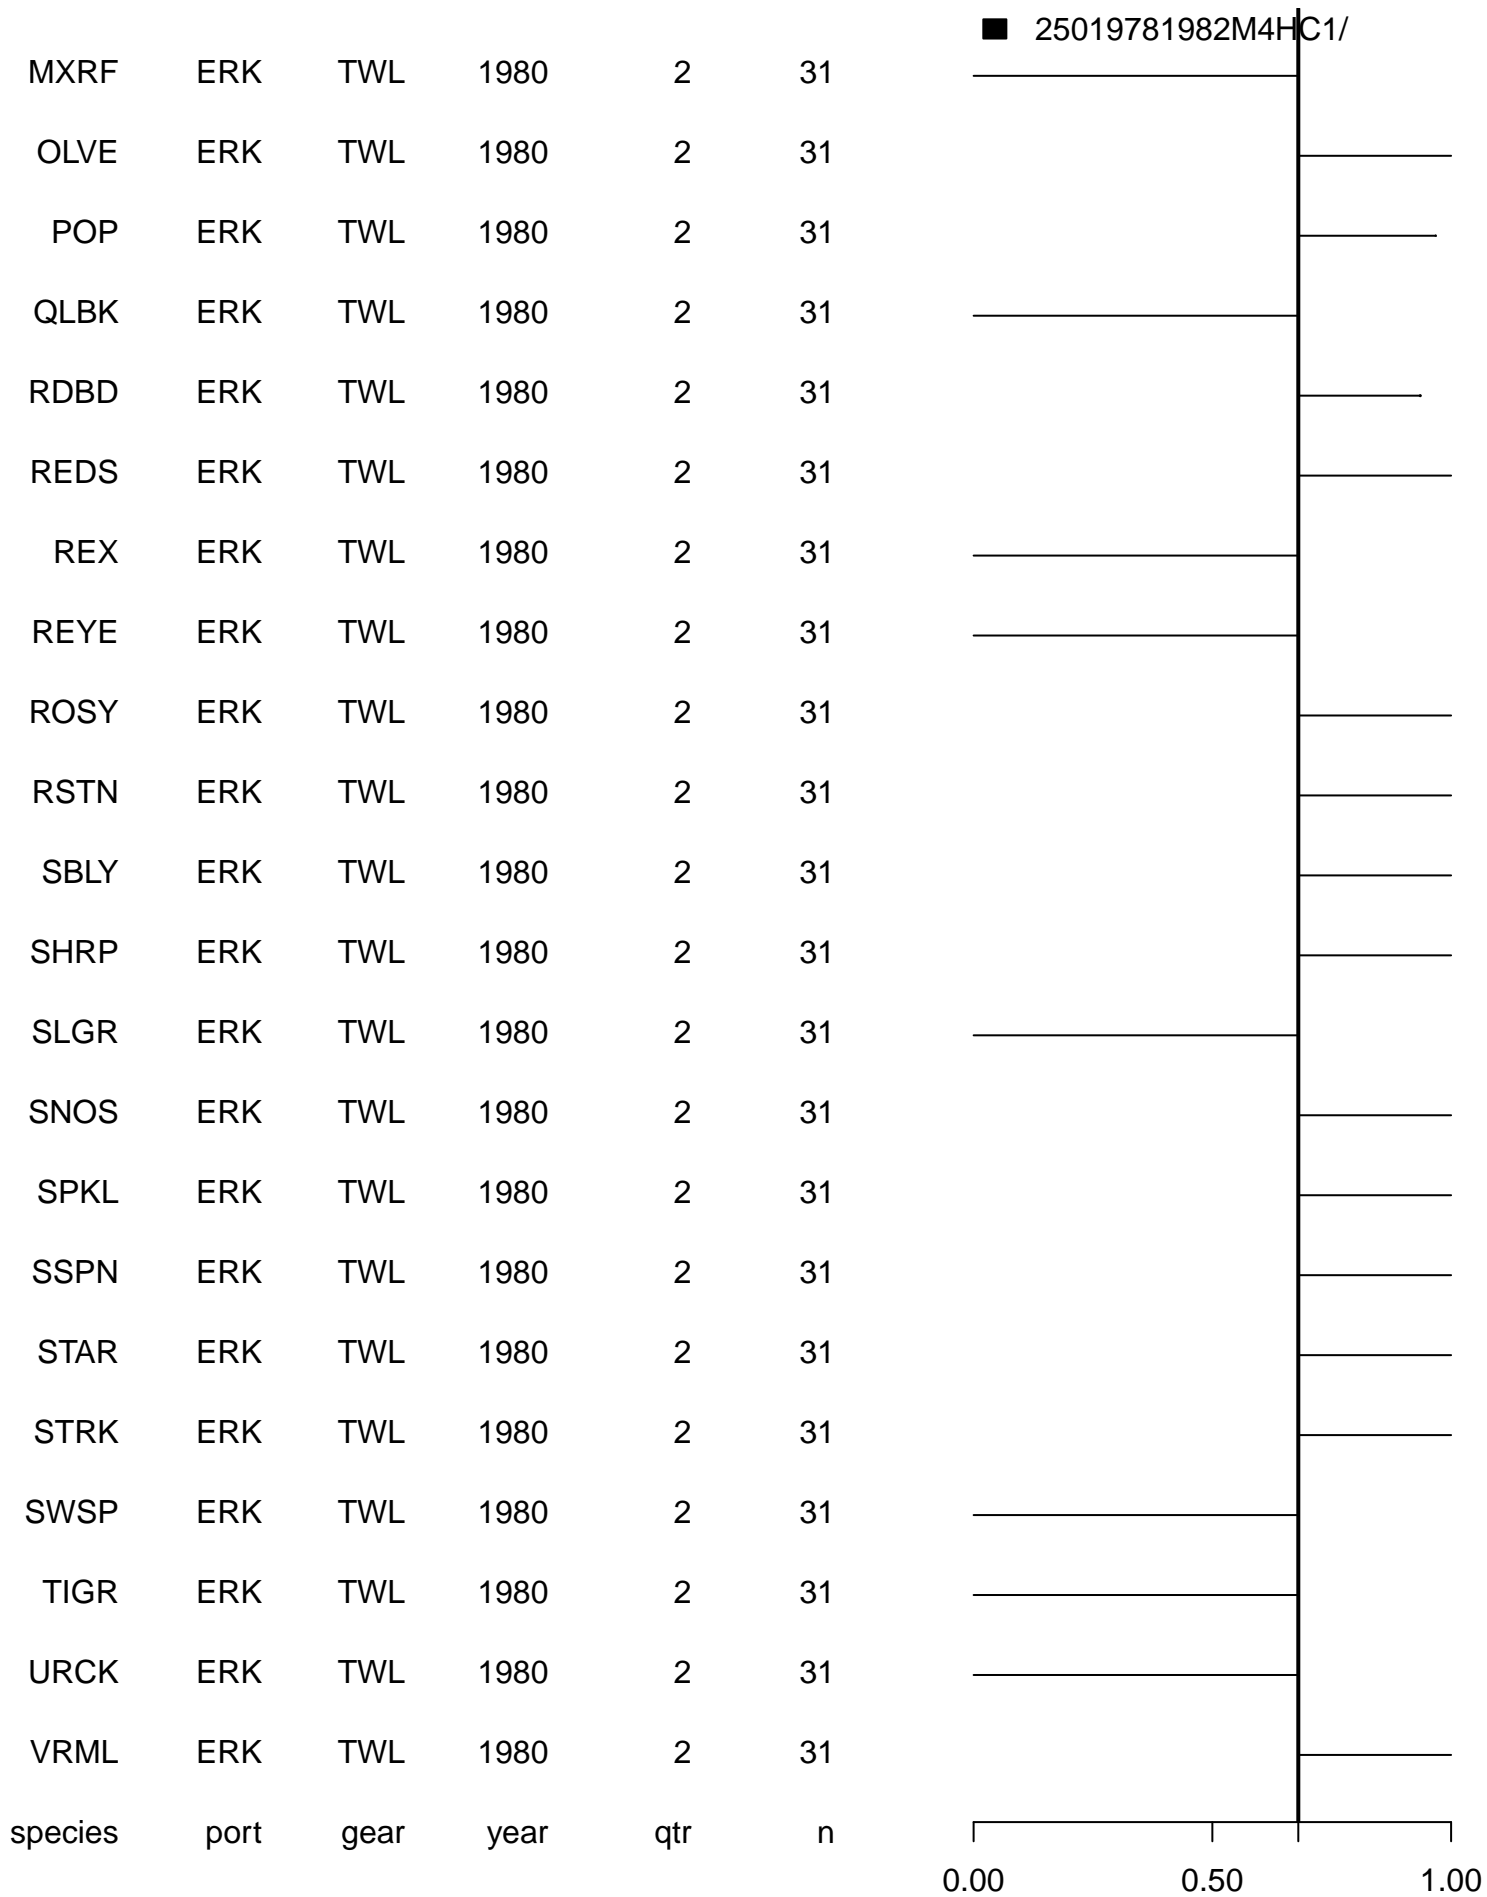 25019781982M4HC1/
MXRF ERK TWL 1980 2 31
OLVE ERK TWL 1980 2 31
POP ERK TWL 1980 2 31
QLBK ERK TWL 1980 2 31
RDBD ERK TWL 1980 2 31
REDS ERK TWL 1980 2 31
REX ERK TWL 1980 2 31
REYE ERK TWL 1980 2 31
ROSY ERK TWL 1980 2 31
RSTN ERK TWL 1980 2 31
SBLY ERK TWL 1980 2 31
SHRP ERK TWL 1980 2 31
SLGR ERK TWL 1980 2 31
SNOS ERK TWL 1980 2 31
SPKL ERK TWL 1980 2 31
SSPN ERK TWL 1980 2 31
STAR ERK TWL 1980 2 31
STRK ERK TWL 1980 2 31
SWSP ERK TWL 1980 2 31
TIGR ERK TWL 1980 2 31
URCK ERK TWL 1980 2 31
VRML ERK TWL 1980 2 31
species port gear year qtr n
0.00 0.50 1.00